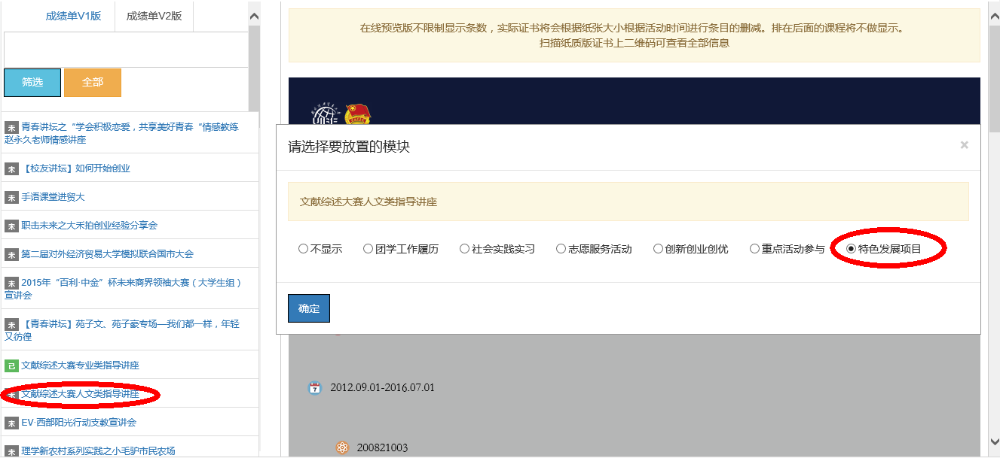 成绩单V1版
成绩单V2版
筛选
全部
未 青春讲坛之“学会积极恋爱，共享美好青春“情感教练
赵永久老师情感讲座
未 【校友讲坛】如何开始创业
未 手语课堂进贸大
未 职击未来之大禾拍创业经验分享会
未 第二届对外经济贸易大学模拟联合国市大会
未 2015年“百利·中金”杯未来商界领袖大赛（大学生组）
宣讲会
未 【青春讲坛】苑子文、苑子豪专场—我们都一样，年轻
又彷徨
已 文献综述大赛专业类指导讲座
未 文献综述大赛人文类指导讲座
未 EV·西部阳光行动支教宣讲会
未 理学新农村系列实践之小毛驴市民农场
在线预览版不限制显示条数，实际证书将会根据纸张大小根据活动时间进行条目的删减。排在后面的课程将不做显示。
扫描纸质版证书上二维码可查看全部信息
请选择要放置的模块
×
文献综述大赛人文类指导讲座
不显示 团学工作履历 社会实践实习 志愿服务活动 创新创业创优 重点活动参与 特色发展项目
确定
7 2012.09.01-2016.07.01
200821003